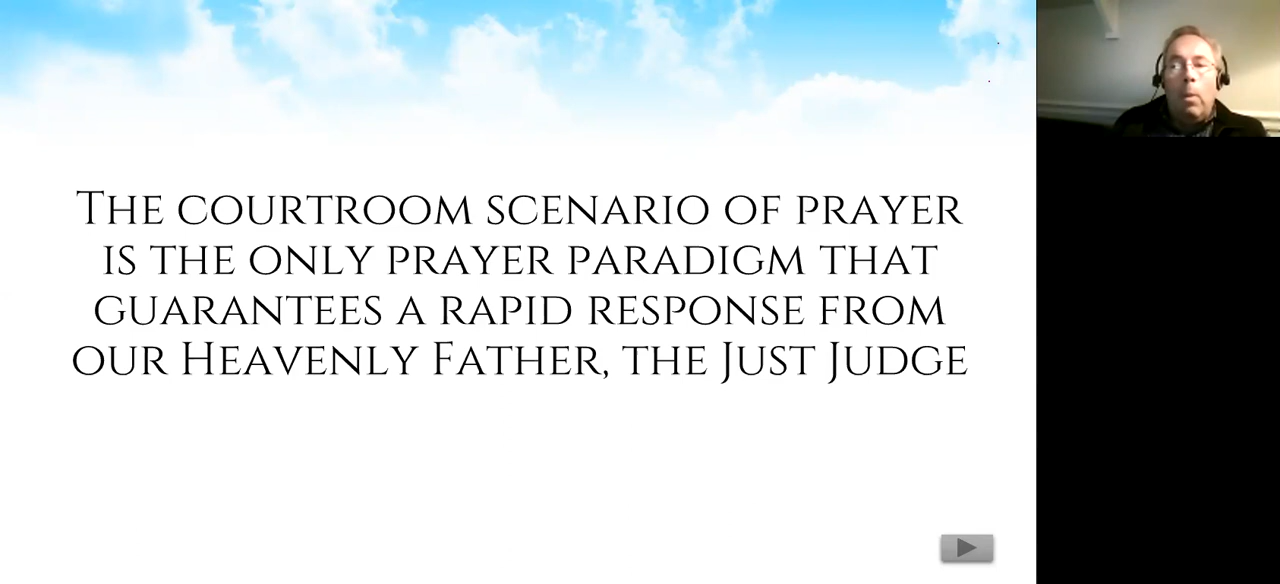 The courtroom scenario of prayer
is the only prayer paradigm that
guarantees a rapid response from
our Heavenly Father, the Just Judge